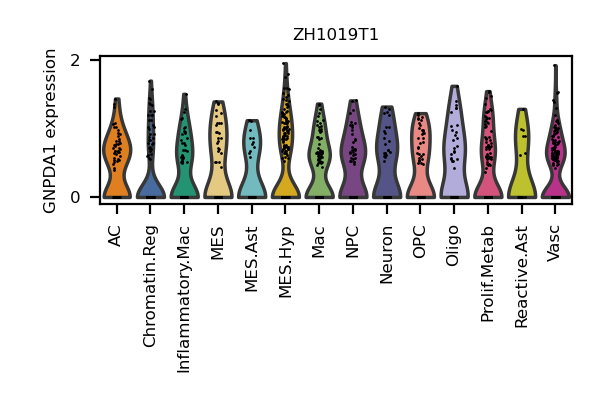 ZH1019T1
GNPDA1 expression
2
0
AC
Chromatin.Reg
Inflammatory.Mac
MES
MES.Ast
MES.Hyp
Mac
NPC
Neuron
OPC
Oligo
Prolif.Metab
Reactive.Ast
Vasc